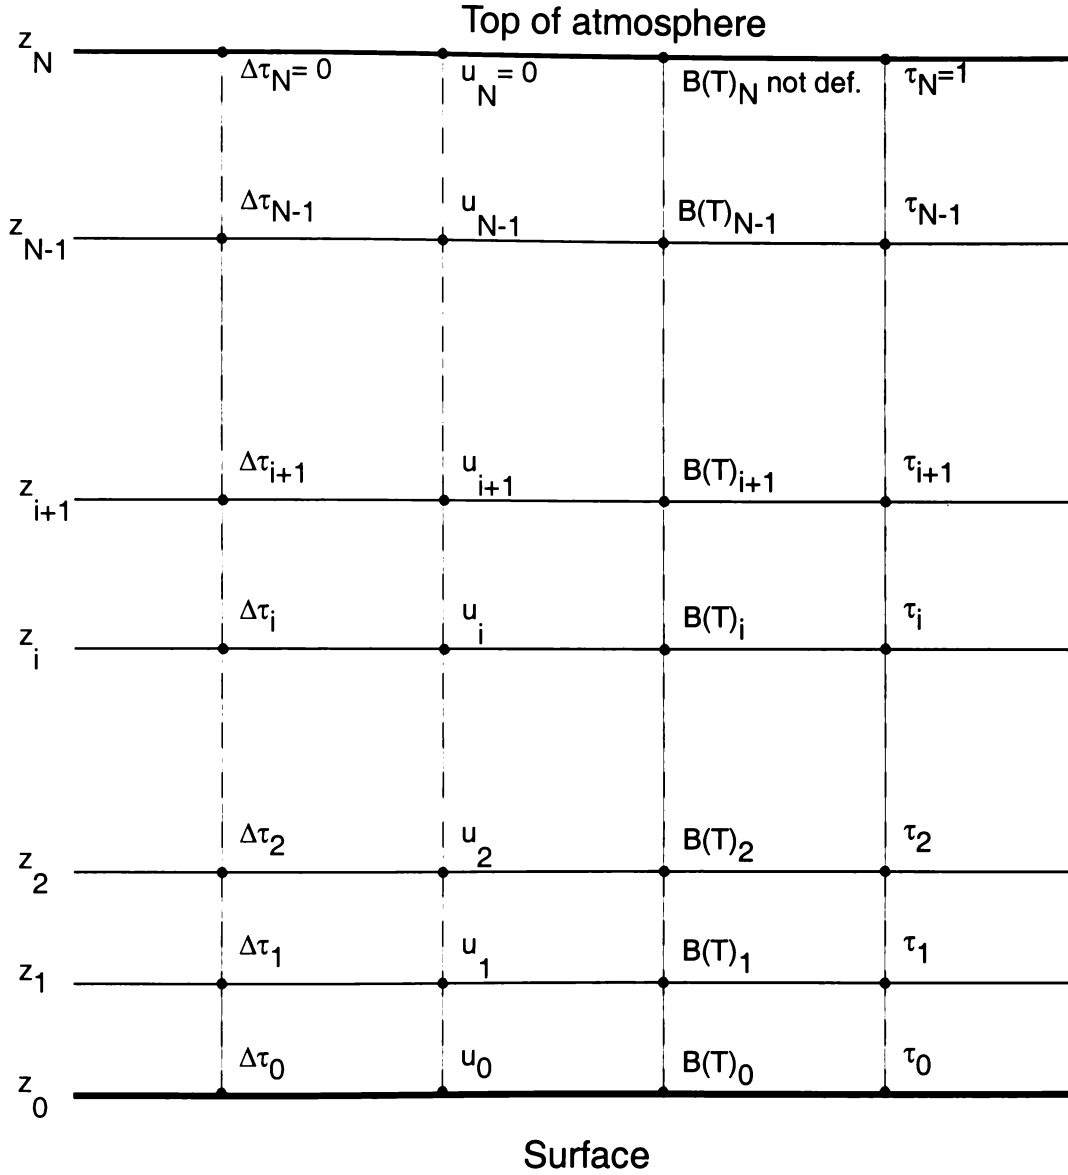 Top of atmosphere
z_N Δτ_N = 0 u_N = 0 B(T)_N not def. τ_N=1
z_N-1 Δτ_N-1 u_N-1 B(T)_N-1 τ_N-1
z_i+1 Δτ_i+1 u_i+1 B(T)_i+1 τ_i+1
z_i Δτ_i u_i B(T)_i τ_i
z_2 Δτ_2 u_2 B(T)_2 τ_2
z_1 Δτ_1 u_1 B(T)_1 τ_1
z_0 Δτ_0 u_0 B(T)_0 τ_0
Surface